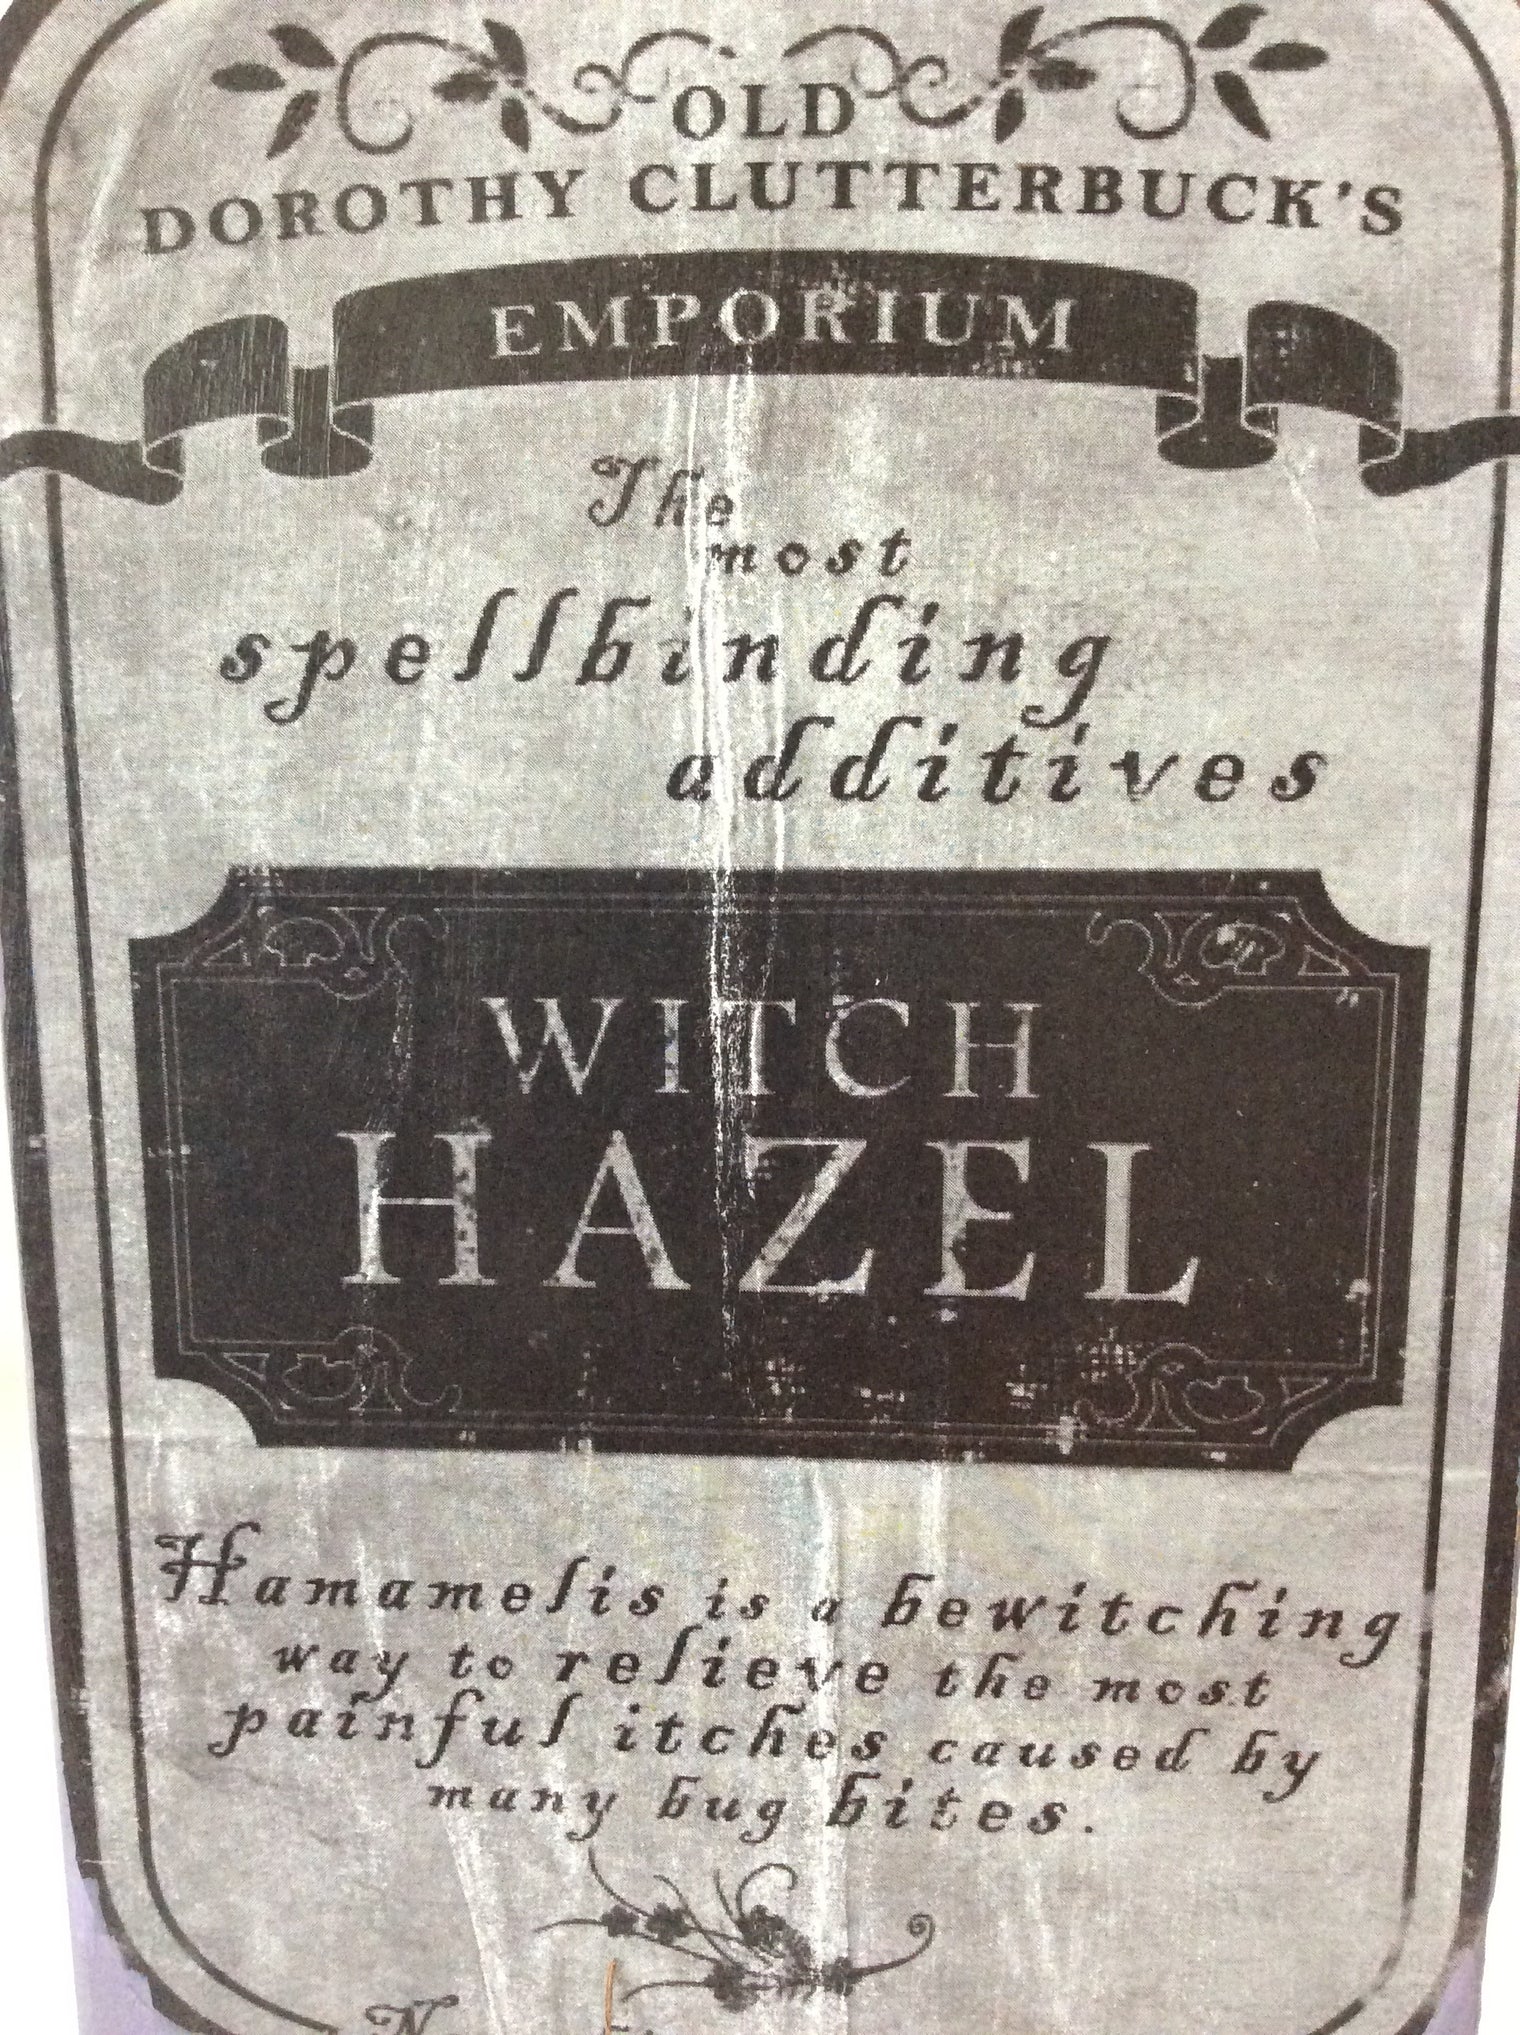 OLD
DOROTHY CLUTTERBUCK'S
EMPORIUM
The
most
spellbinding
additives
WITCH
HAZEL
Hamamelis is a bewitching
way to relieve the most
painful itches caused by
many bug bites.